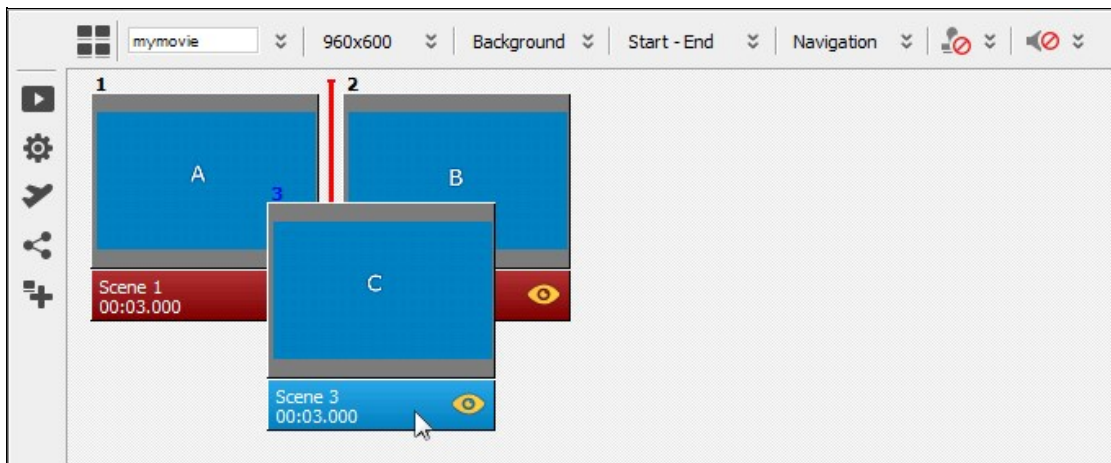 mymovie 960x600 Background Start - End Navigation
1 2
A B
3
C
Scene 1
00:03.000
Scene 3
00:03.000